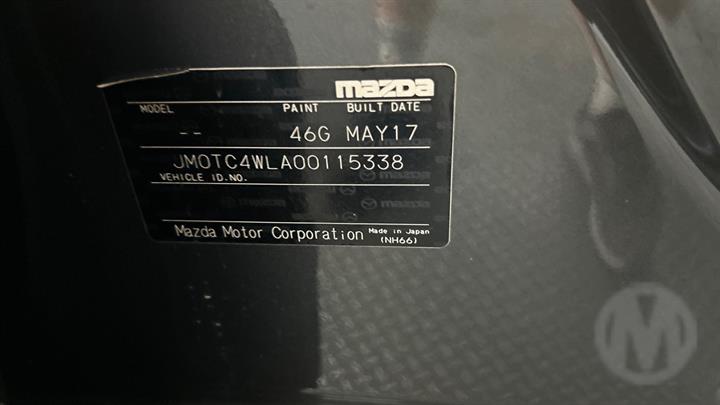 mazda
MODEL PAINT BUILT DATE
-- 46G MAY17
JM0TC4WLA00115338
VEHICLE ID.NO.
Mazda Motor Corporation Made in Japan
(NH66)
M